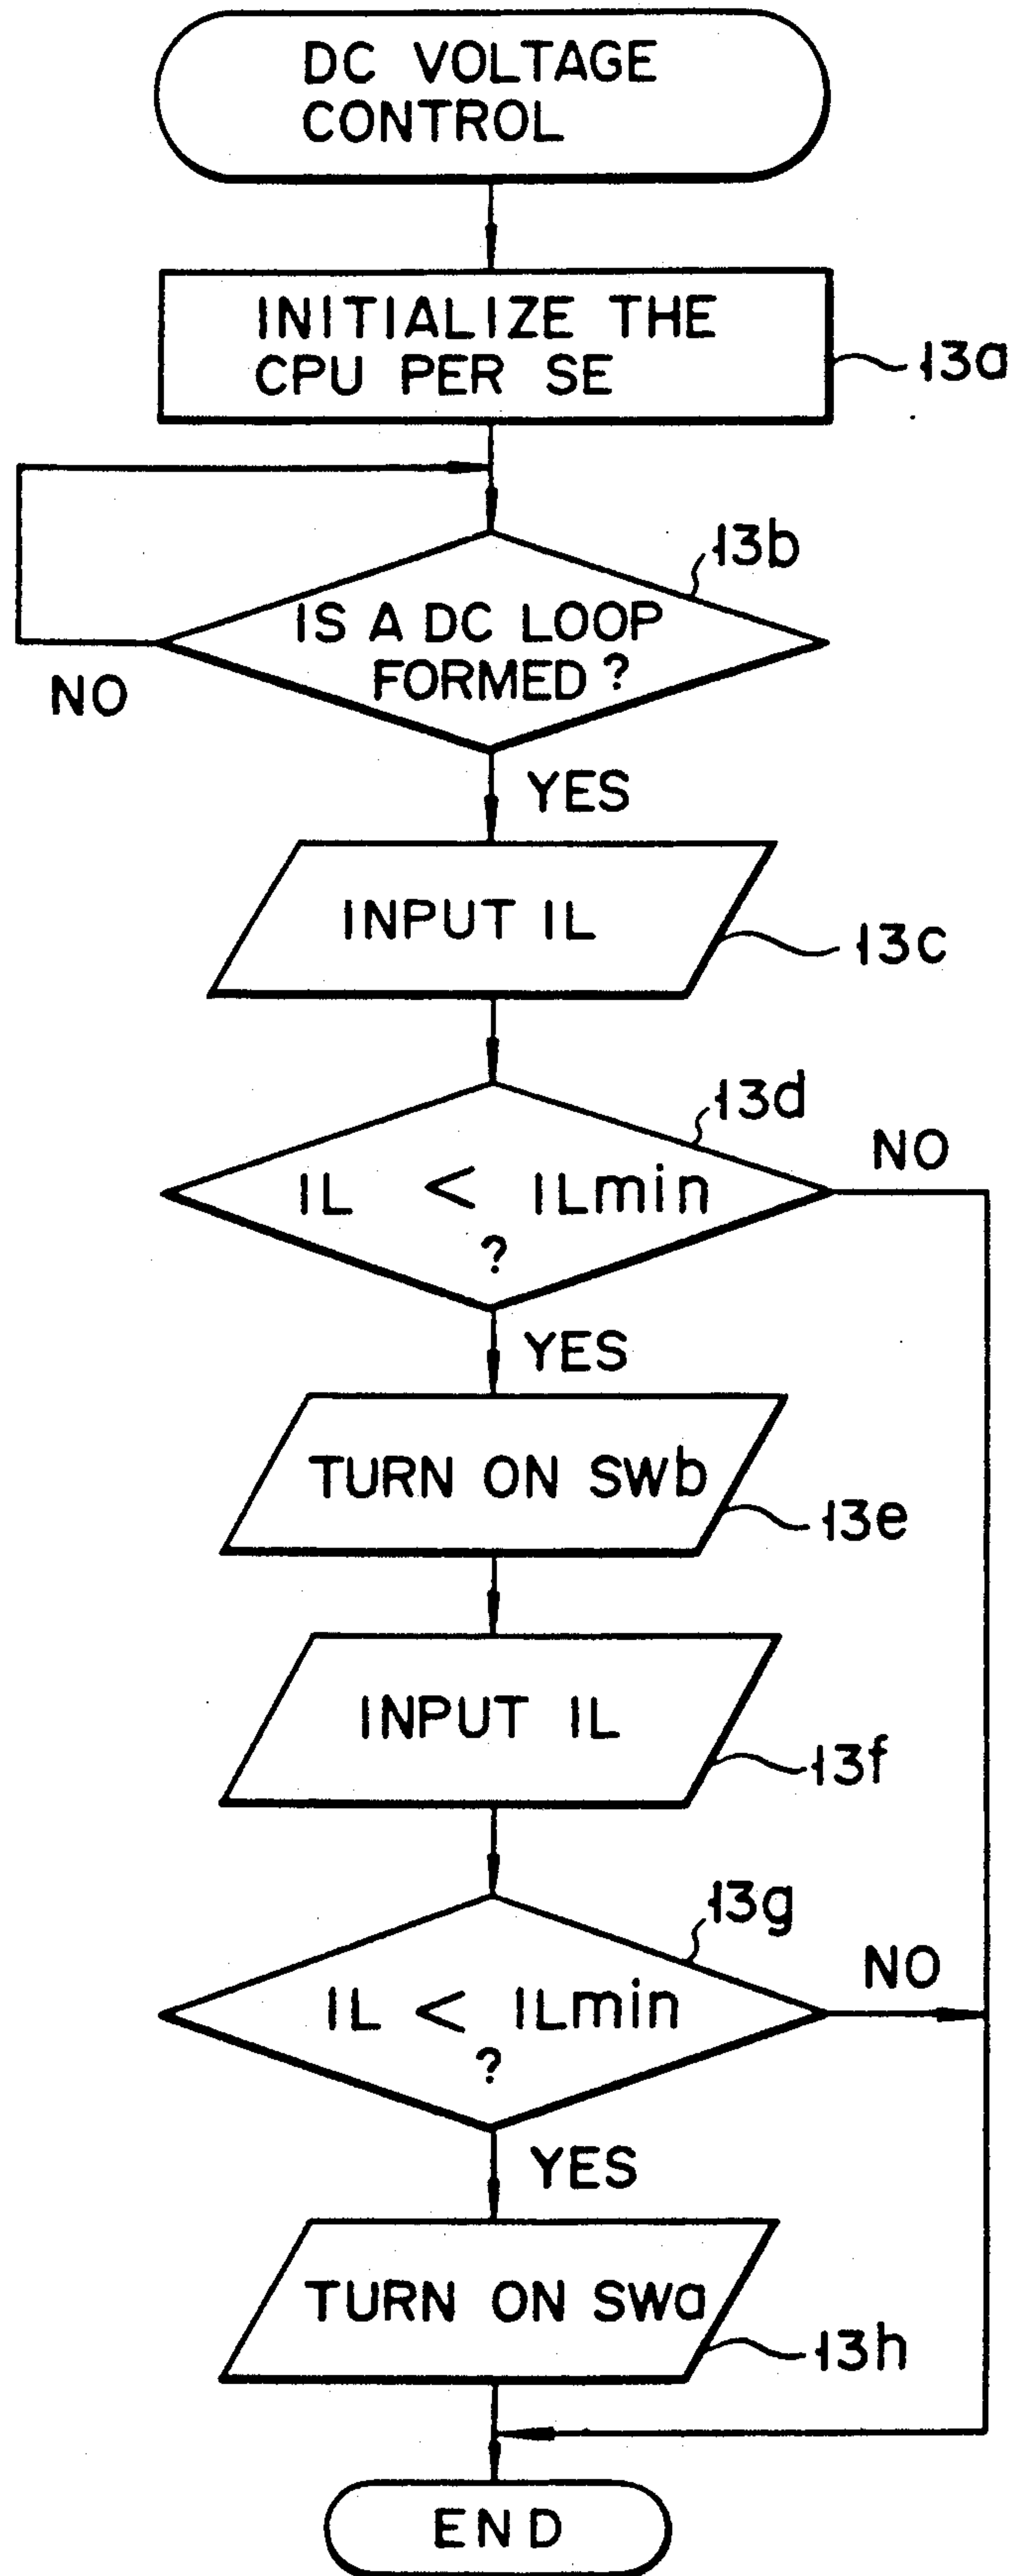 DC VOLTAGE
CONTROL
INITIALIZE THE
CPU PER SE
13a
13b
IS A DC LOOP
FORMED ?
NO
YES
INPUT IL
13c
13d
NO
IL < ILmin
?
YES
TURN ON SWb
13e
INPUT IL
13f
13g
NO
IL < ILmin
?
YES
TURN ON SWa
13h
END